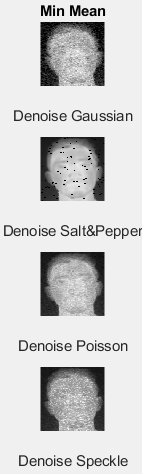 Min Mean
Denoise Gaussian
Denoise Salt&Pepper
Denoise Poisson
Denoise Speckle